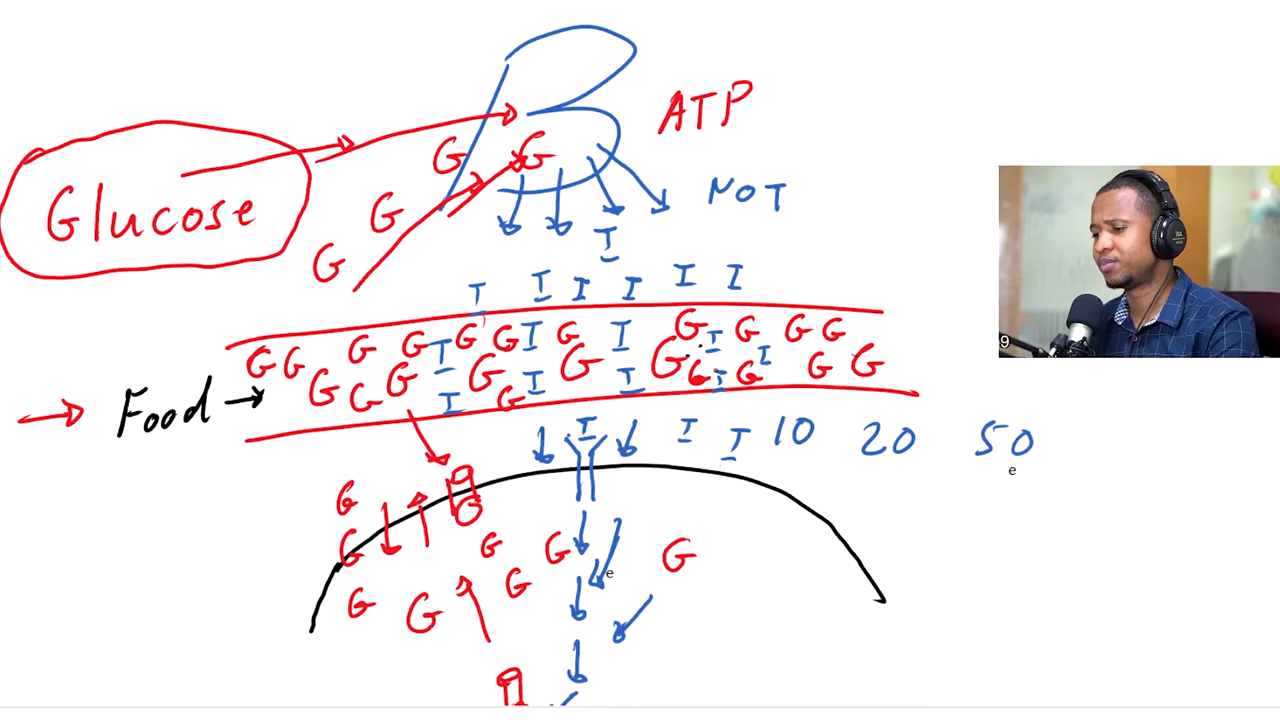 ATP
G G
Glucose
G
NOT
G
I
I I I I I I
G G G G G G I G I G I G G G
G G G I G I G I G G I G I G G
→ Food →
I I G
I
I I 10 20 50
e
G
G
G G G G
e
G G G